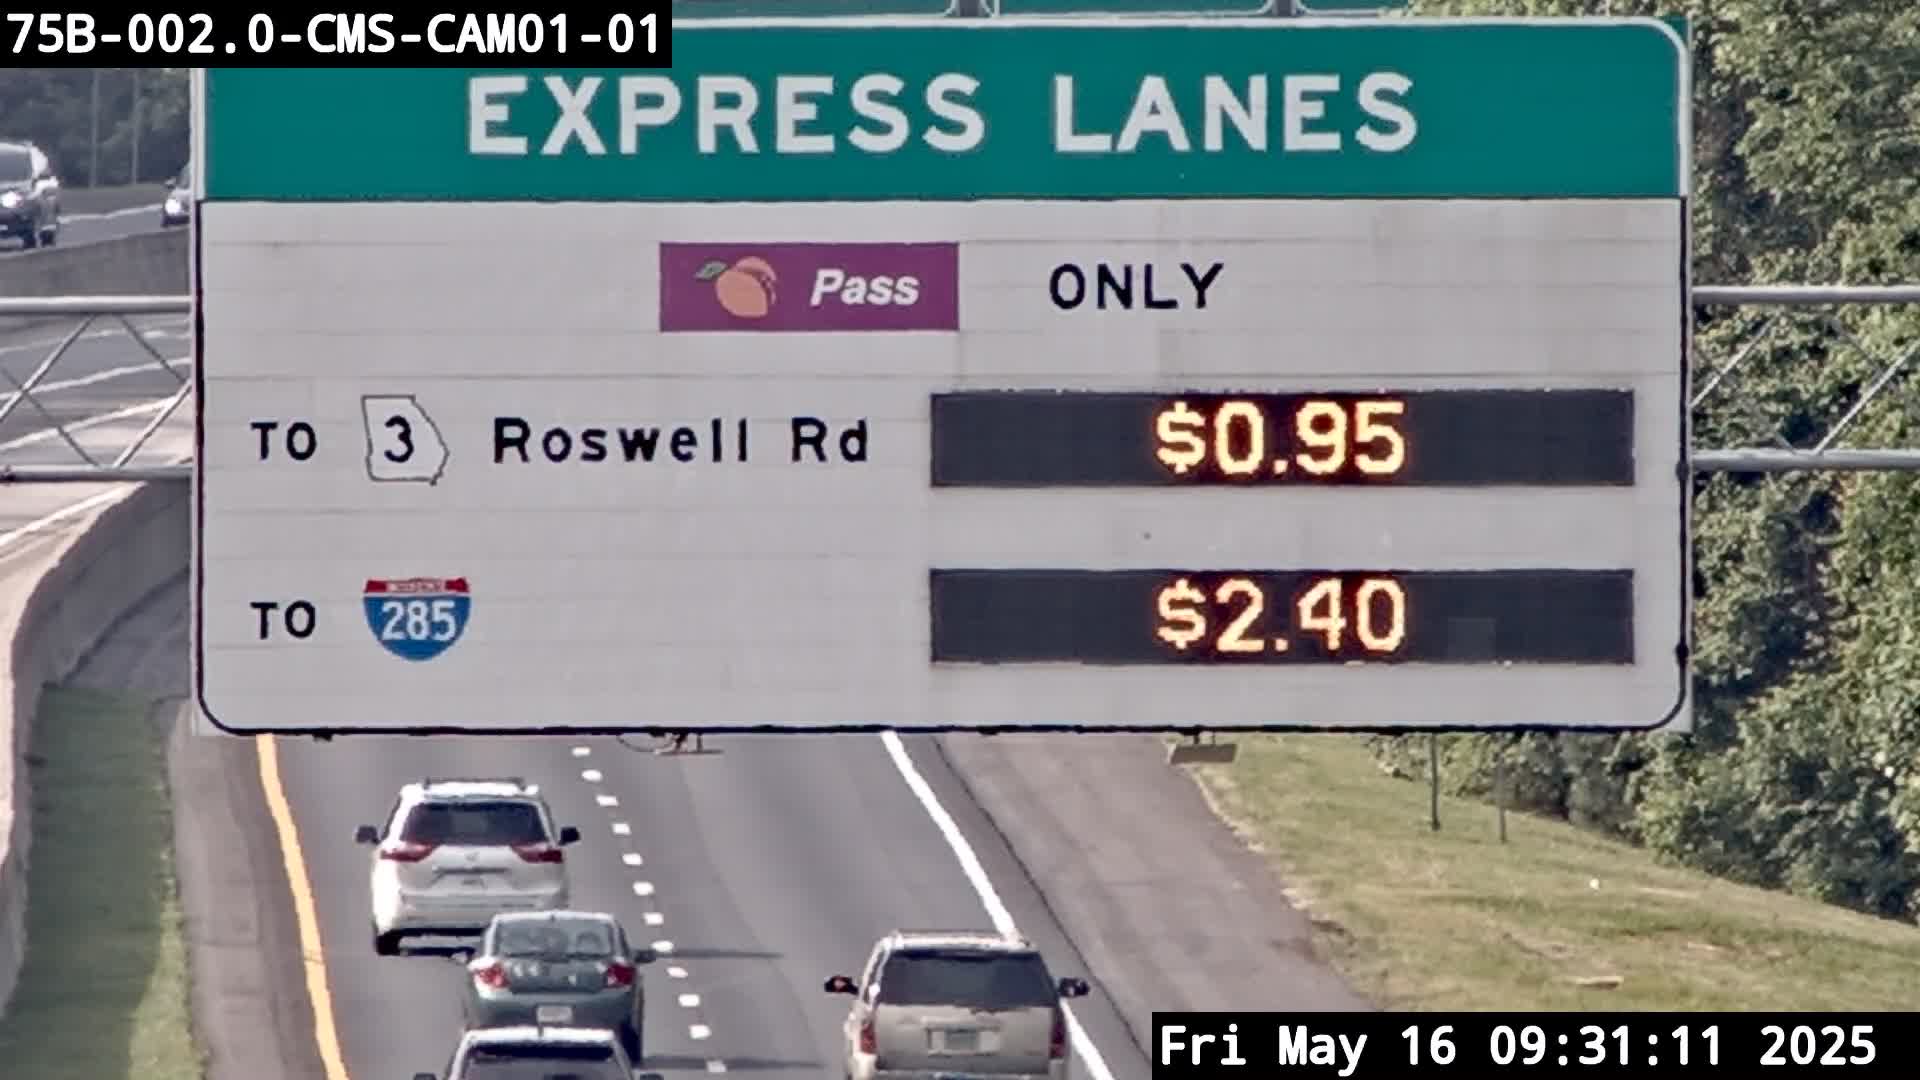 75B-002.0-CMS-CAM01-01
EXPRESS LANES
Pass ONLY
TO 3 Roswell Rd $0.95
TO 285 $2.40
Fri May 16 09:31:11 2025